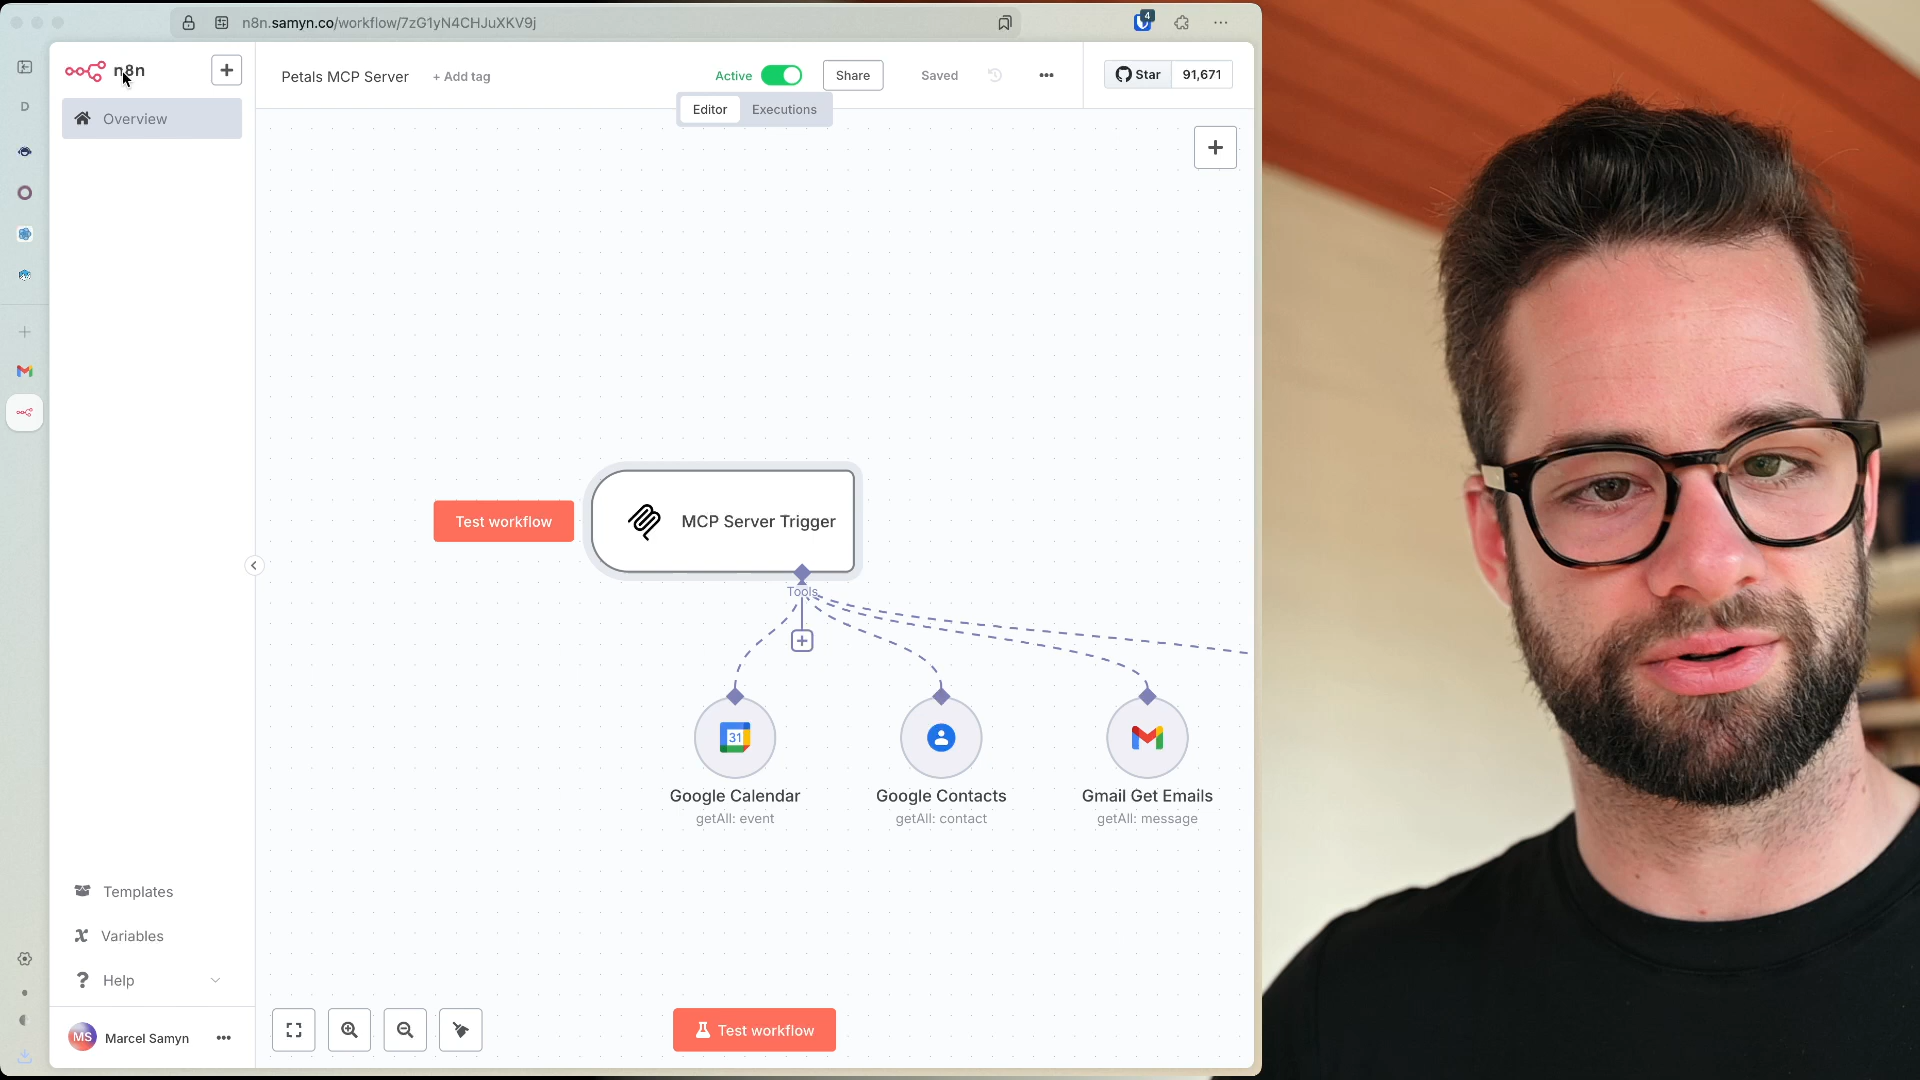 n8n.samyn.co/workflow/7zG1yN4CHJuXKV9j
4
D
n8n
Overview
Petals MCP Server
+ Add tag
Active
Share
Saved
Star
91,671
Editor
Executions
Test workflow
MCP Server Trigger
Tools
31
Google Calendar
getAll: event
Google Contacts
getAll: contact
Gmail Get Emails
getAll: message
Templates
Variables
? Help
MS
Marcel Samyn
Test workflow